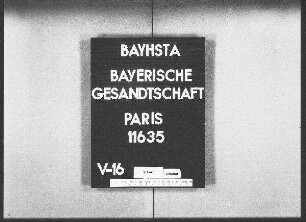 BAYHSTA
BAYERISCHE
GESANDTSCHAFT
PARIS
11635
V-16